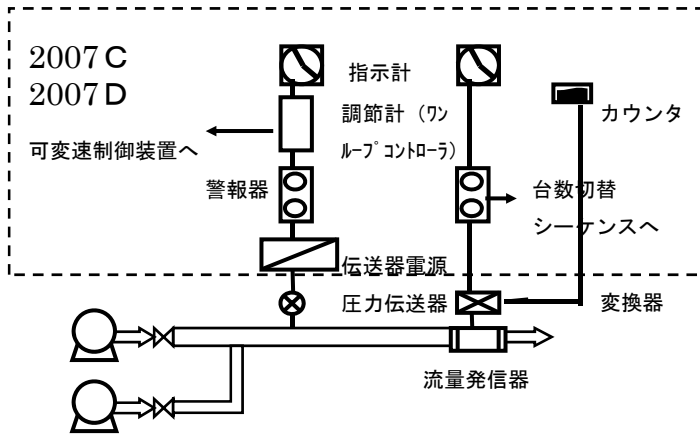 2007C
2007D
指示計
調節計（ワン
ﾙｰﾌﾟｺﾝﾄﾛｰﾗ）
カウンタ
可変速制御装置へ
警報器
台数切替
シーケンスへ
伝送器電源
圧力伝送器
変換器
流量発信器